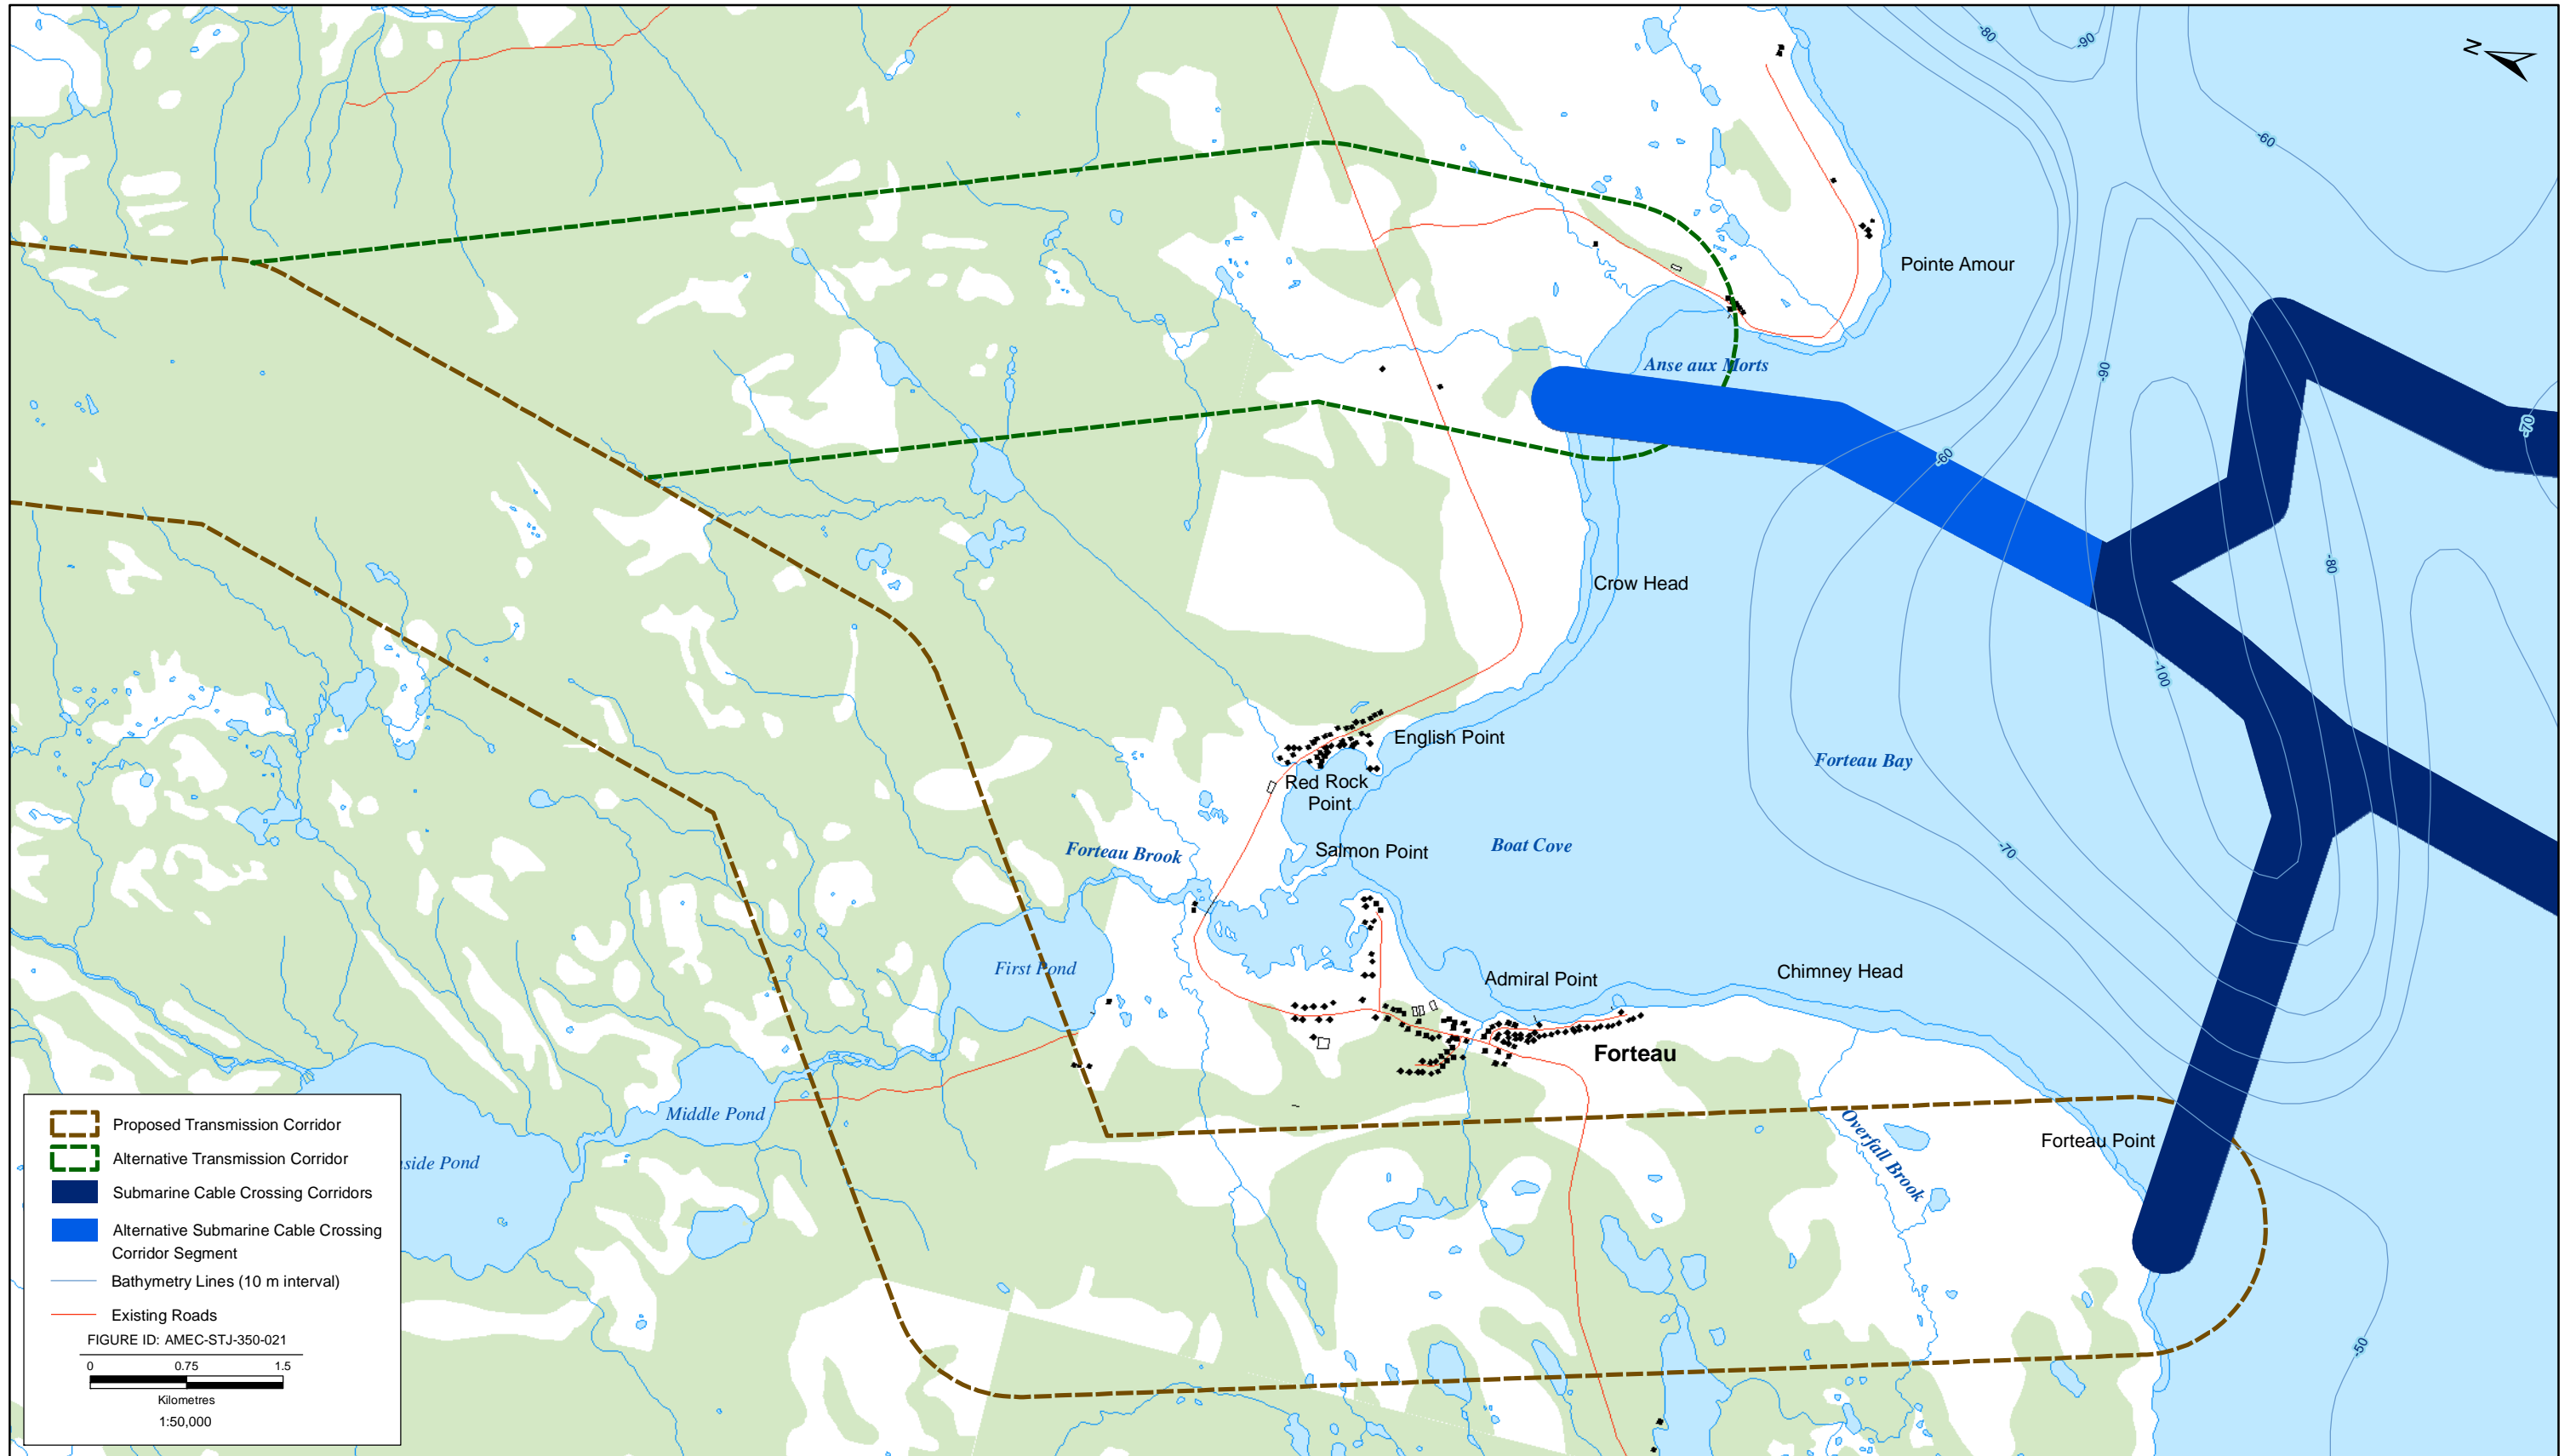 -80
-90
N
-60
Pointe Amour
Anse aux Morts
-90
-70
-60
-80
Crow Head
-100
English Point
Forteau Bay
Red Rock
Point
Forteau Brook
Salmon Point
Boat Cove
-70
First Pond
Admiral Point
Chimney Head
Forteau
Middle Pond
Overfall Brook
Forteau Point
side Pond
-50
Proposed Transmission Corridor
Alternative Transmission Corridor
Submarine Cable Crossing Corridors
Alternative Submarine Cable Crossing
Corridor Segment
Bathymetry Lines (10 m interval)
Existing Roads
FIGURE ID: AMEC-STJ-350-021
0 0.75 1.5
Kilometres
1:50,000